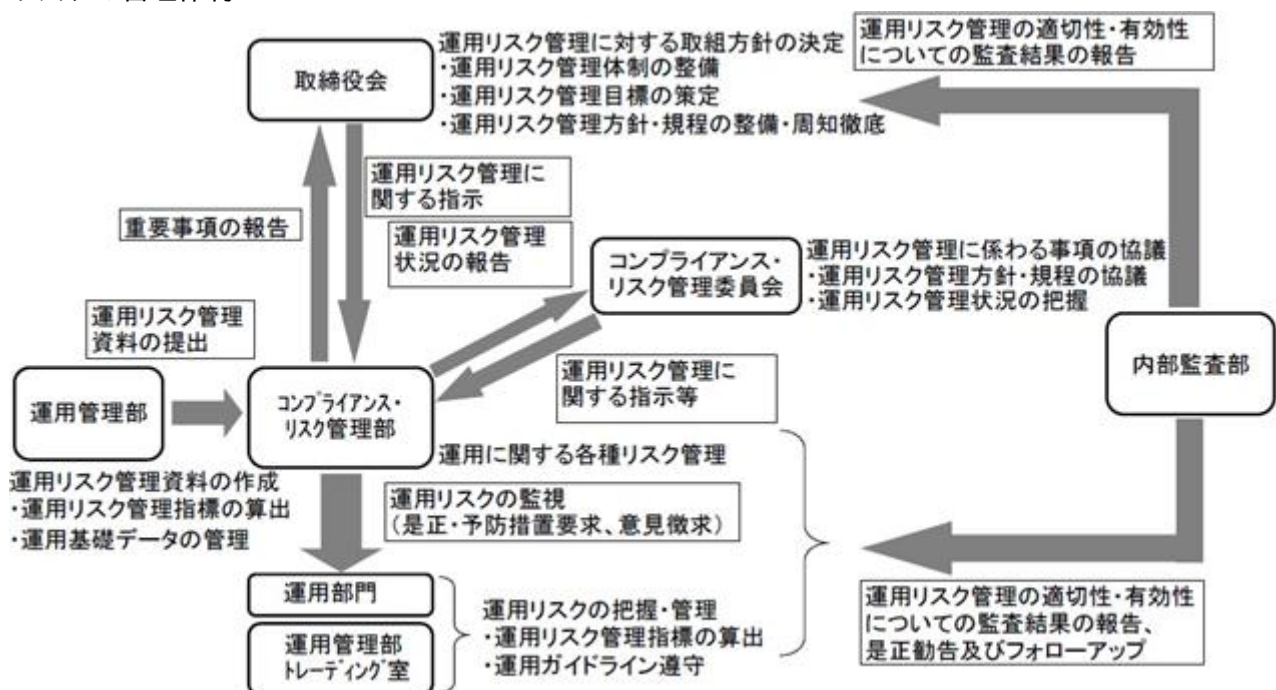 運用リスク管理に対する取組方針の決定
・運用リスク管理体制の整備
・運用リスク管理目標の策定
・運用リスク管理方針・規程の整備・周知徹底
取締役会
運用リスク管理の適切性・有効性
についての監査結果の報告
運用リスク管理に
関する指示
重要事項の報告
運用リスク管理
状況の報告
コンプライアンス・
リスク管理委員会
運用リスク管理に係わる事項の協議
・運用リスク管理方針・規程の協議
・運用リスク管理状況の把握
運用リスク管理
資料の提出
内部監査部
運用管理部
コンプライアンス・
リスク管理部
運用リスク管理に
関する指示等
運用に関する各種リスク管理
運用リスク管理資料の作成
・運用リスク管理指標の算出
・運用基礎データの管理
運用リスクの監視
(是正・予防措置要求、意見徴求)
運用部門
運用管理部
トレーディング室
運用リスクの把握・管理
・運用リスク管理指標の算出
・運用ガイドライン遵守
運用リスク管理の適切性・有効性
についての監査結果の報告、
是正勧告及びフォローアップ